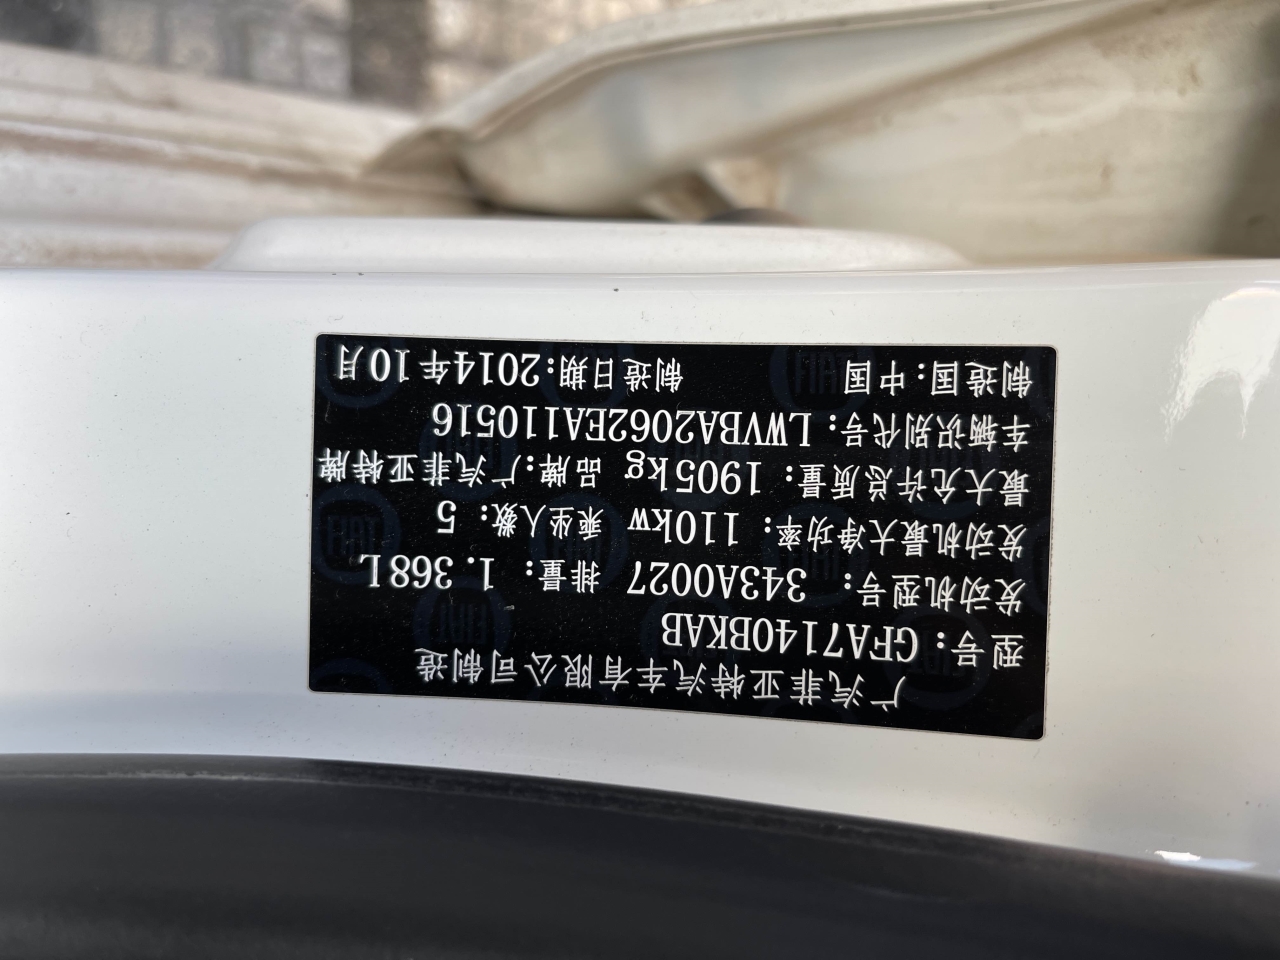 广汽菲亚特汽车有限公司制造
型号：GFA7140BKAB
发动机型号： 343A0027 排量： 1.368L
发动机最大净功率： 110kw 乘坐人数： 5
最大允许总质量： 1905kg 品牌：广汽菲亚特牌
车辆识别代号： LWVBA2062EA110516
制造国：中国 制造日期：2014年10月